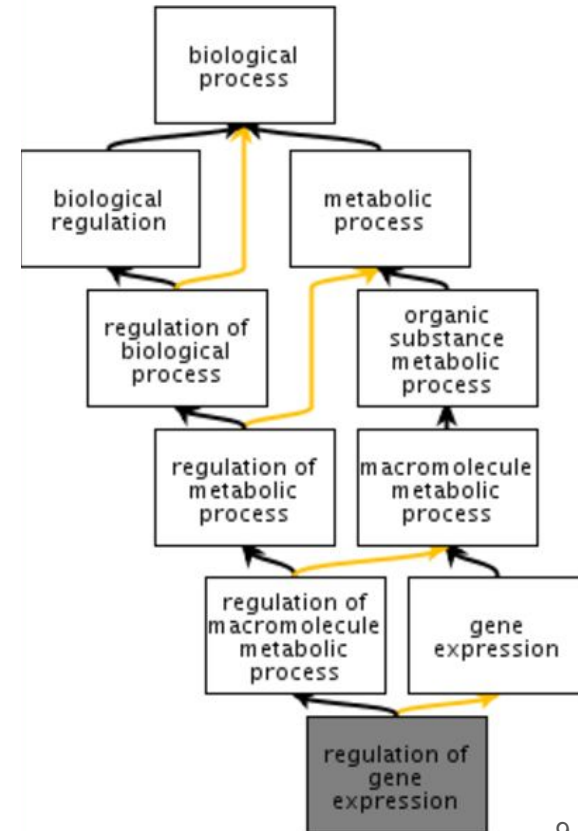 biological
process
biological
regulation
metabolic
process
regulation of
biological
process
organic
substance
metabolic
process
regulation of
metabolic
process
macromolecule
metabolic
process
regulation of
macromolecule
metabolic
process
gene
expression
regulation of
gene
expression